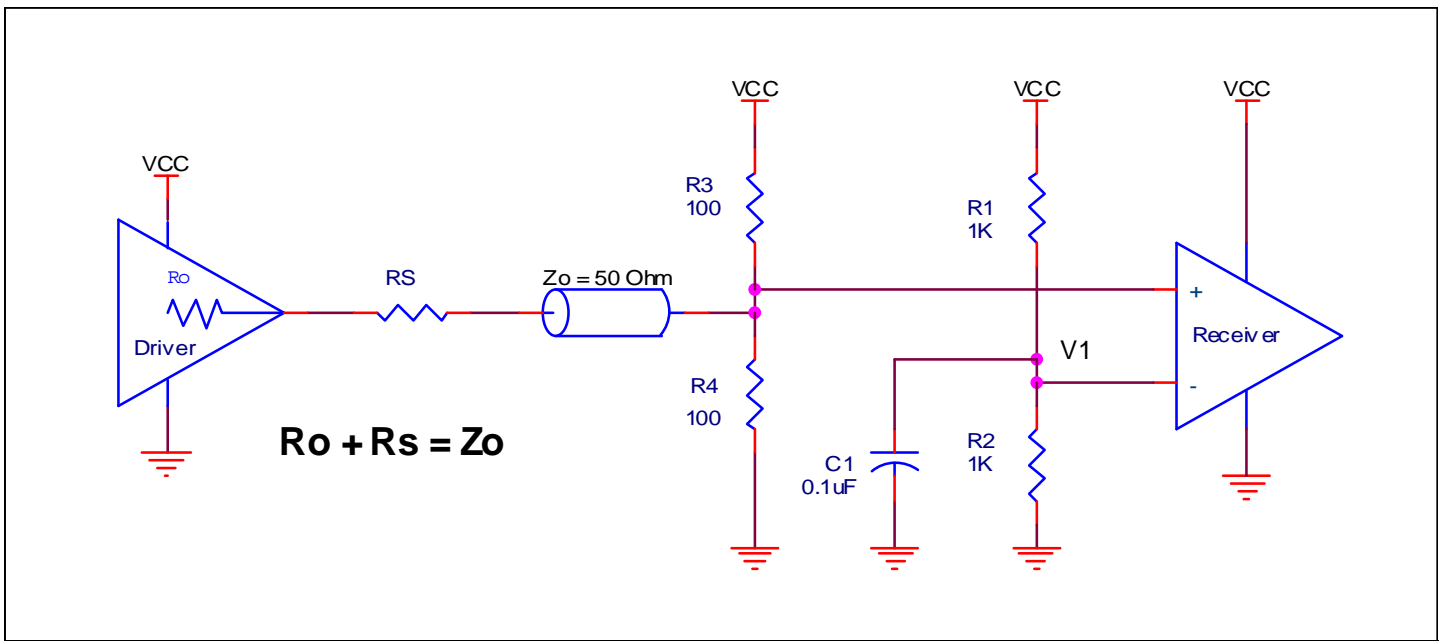 VCC
VCC
VCC
VCC
R3
100
R1
1K
Ro
RS
Zo = 50 Ohm
+
Driver
Receiver
V1
-
R4
100
Ro + Rs = Zo
C1
0.1uF
R2
1K